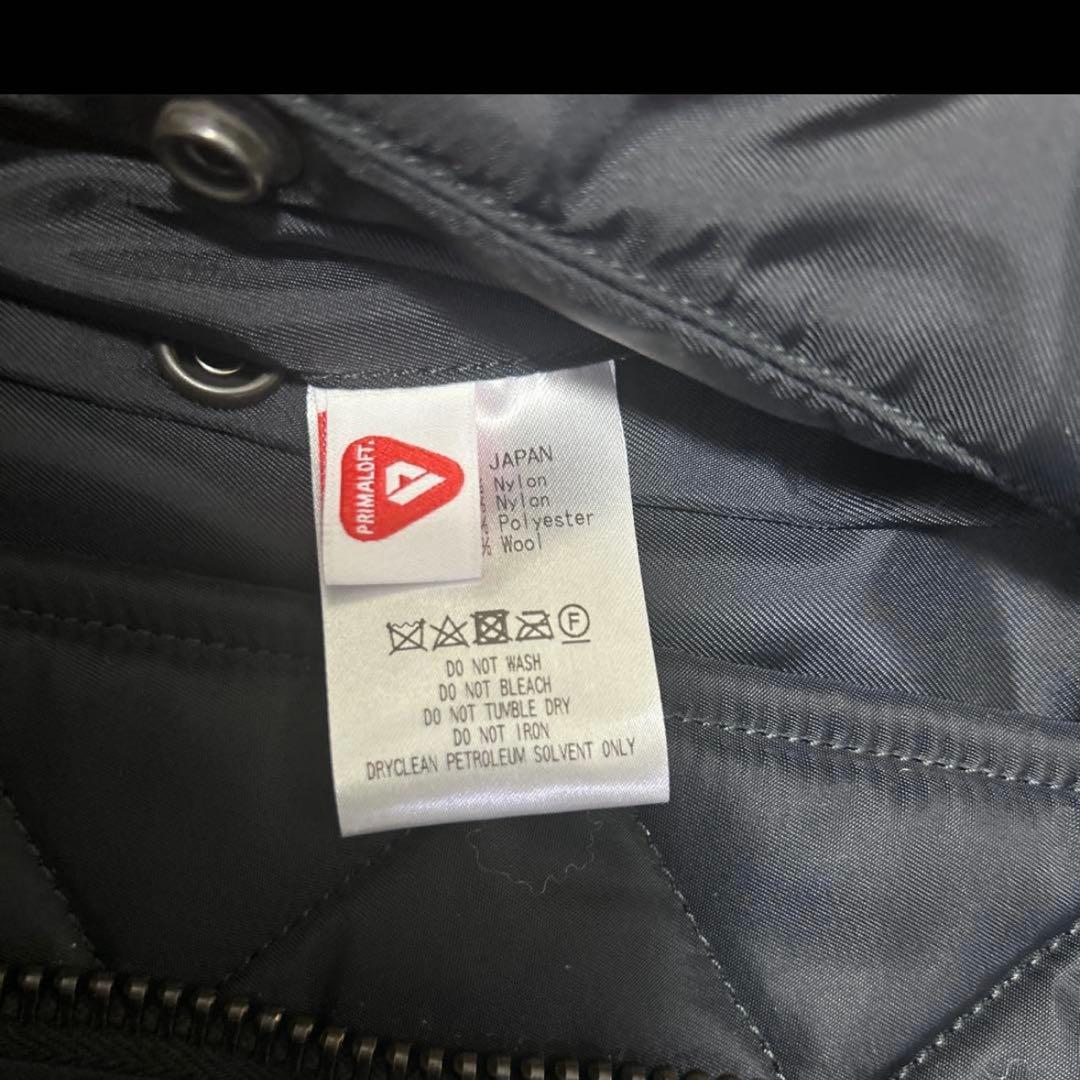 PRIMALOFT.
JAPAN
Nylon
Nylon
Polyester
% Wool
F
DO NOT WASH
DO NOT BLEACH
DO NOT TUMBLE DRY
DO NOT IRON
DRYCLEAN PETROLEUM SOLVENT ONLY